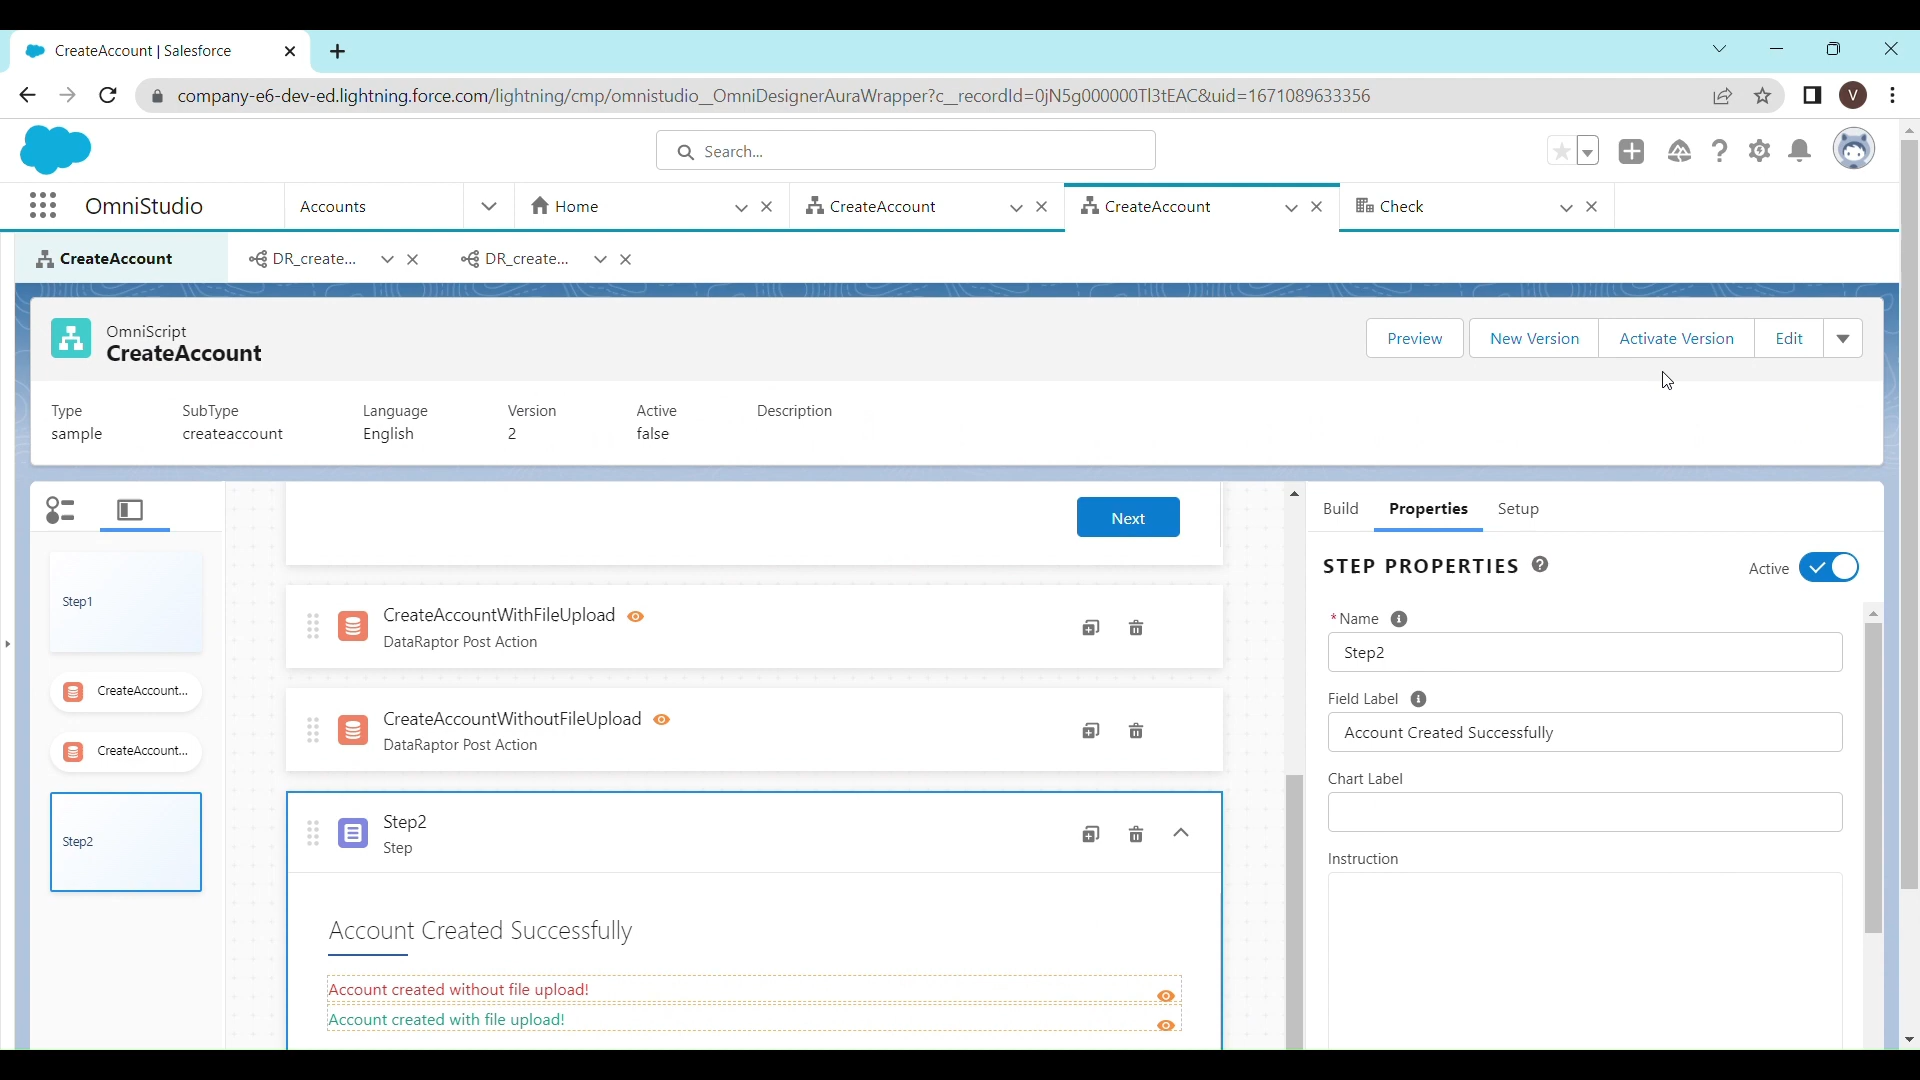 CreateAccount | Salesforce
company-e6-dev-ed.lightning.force.com/lightning/cmp/omnistudio__OmniDesignerAuraWrapper?c__recordId=0jN5g000000Tl3tEAC&uid=1671089633356
V
Search...
OmniStudio
Accounts
Home
CreateAccount
CreateAccount
Check
CreateAccount
DR_create...
DR_create...
OmniScript
CreateAccount
Preview
New Version
Activate Version
Edit
Type
SubType
Language
Version
Active
Description
sample
createaccount
English
2
false
Step1
CreateAccount...
CreateAccount...
Step2
Next
CreateAccountWithFileUpload
DataRaptor Post Action
CreateAccountWithoutFileUpload
DataRaptor Post Action
Step2
Step
Account Created Successfully
Account created without file upload!
Account created with file upload!
Build
Properties
Setup
STEP PROPERTIES
Active
*Name
Step2
Field Label
Account Created Successfully
Chart Label
Instruction